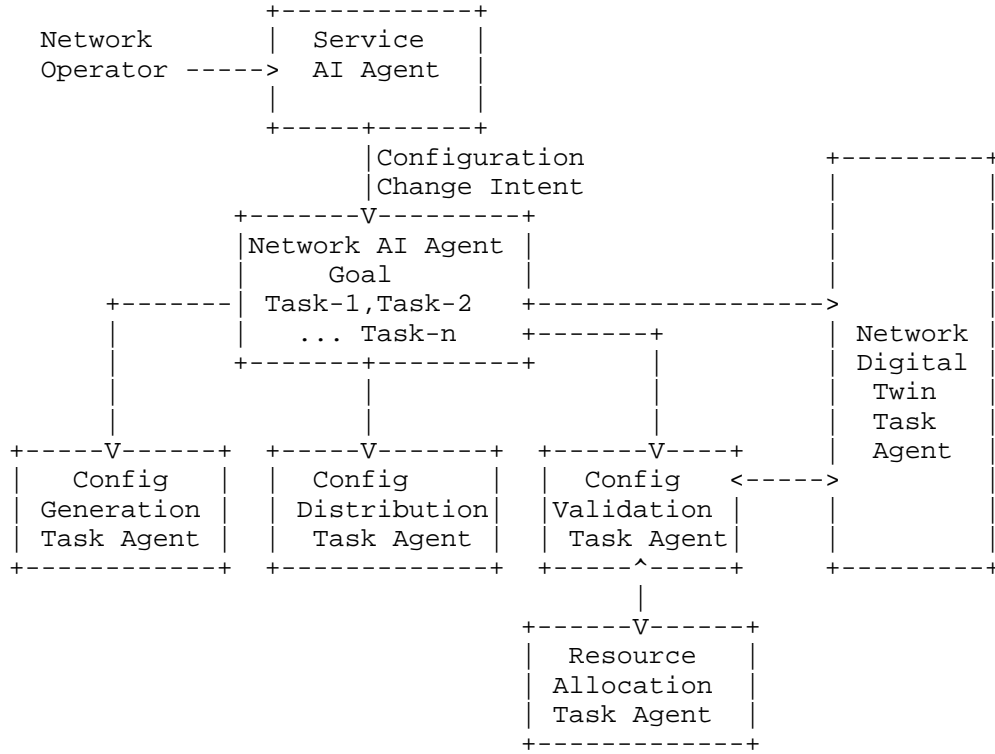 Network
Operator
Service
AI Agent
Configuration
Change Intent
Network AI Agent
Goal
Task-1,Task-2
... Task-n
Network
Digital
Twin
Task
Agent
Config
Generation
Task Agent
Config
Distribution
Task Agent
Config
Validation
Task Agent
Resource
Allocation
Task Agent